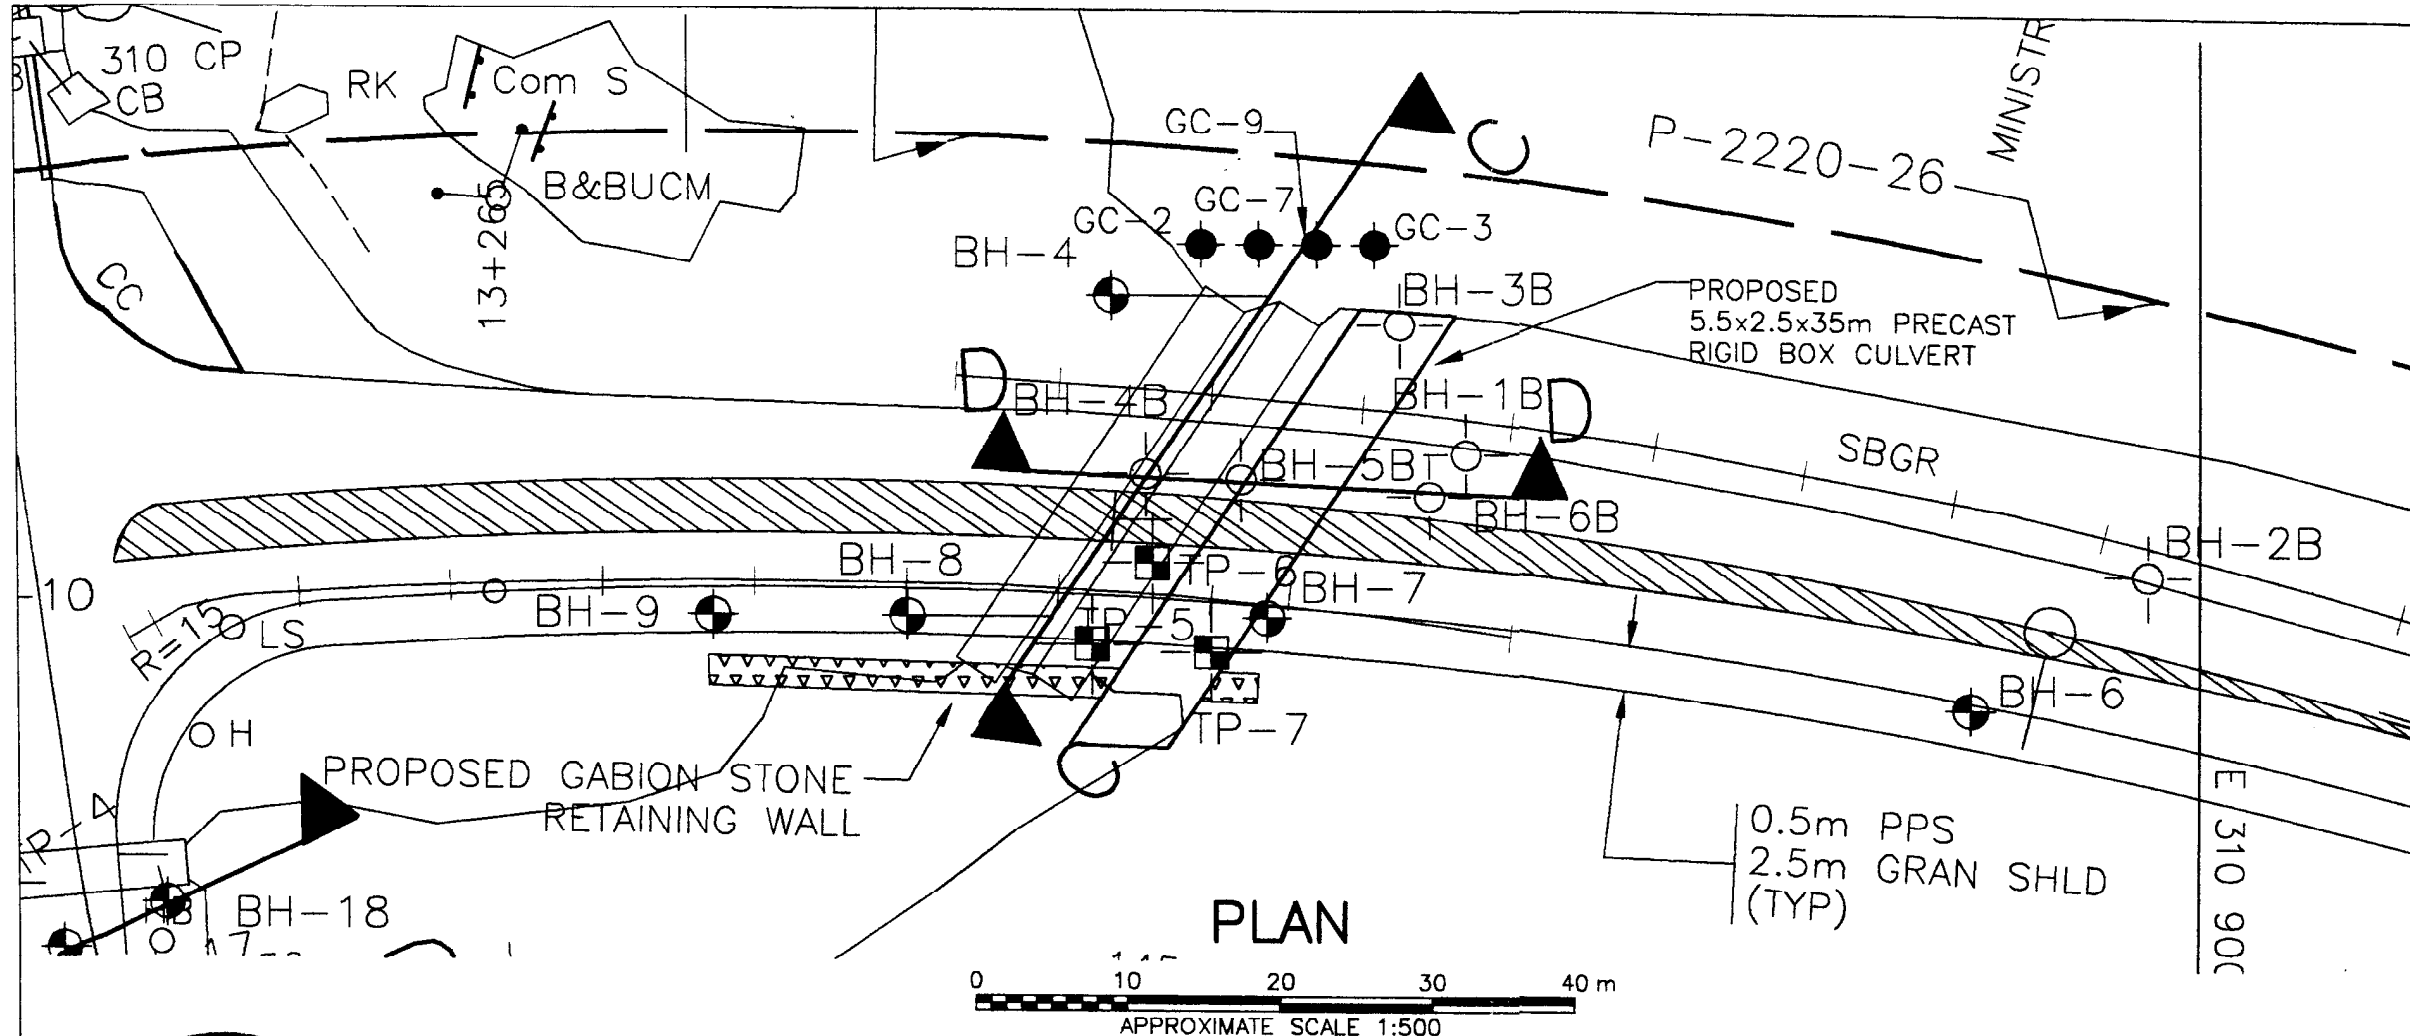 310 CP
CB
RK
Com S
B&BUCM
13+265
CC
GC-9
C
P-2220-26
MINISTR
GC-7
GC-2
GC-3
BH-4
BH-3B
PROPOSED
5.5x2.5x35m PRECAST
RIGID BOX CULVERT
D
BH-4B
BH-1B
D
SBGR
BH-5B
BH-6B
BH-2B
BH-8
TP-6
BH-7
10
BH-9
TP-5
R=15
LS
BH-6
H
TP-7
PROPOSED GABION STONE
RETAINING WALL
C
E 310 900
0.5m PPS
2.5m GRAN SHLD
(TYP)
BH-18
PLAN
0 10 20 30 40 m
APPROXIMATE SCALE 1:500